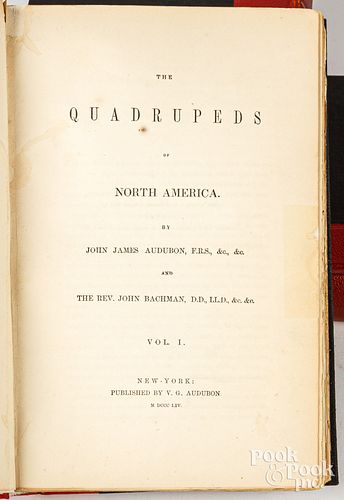 THE
QUADRUPEDS
OF
NORTH AMERICA.
BY
JOHN JAMES AUDUBON, F.R.S., &c., &c.
AND
THE REV. JOHN BACHMAN, D.D., LL.D., &c. &c.
VOL. I.
NEW-YORK:
PUBLISHED BY V. G. AUDUBON.
M DCCC LIV.
Pook
& Pook
inc